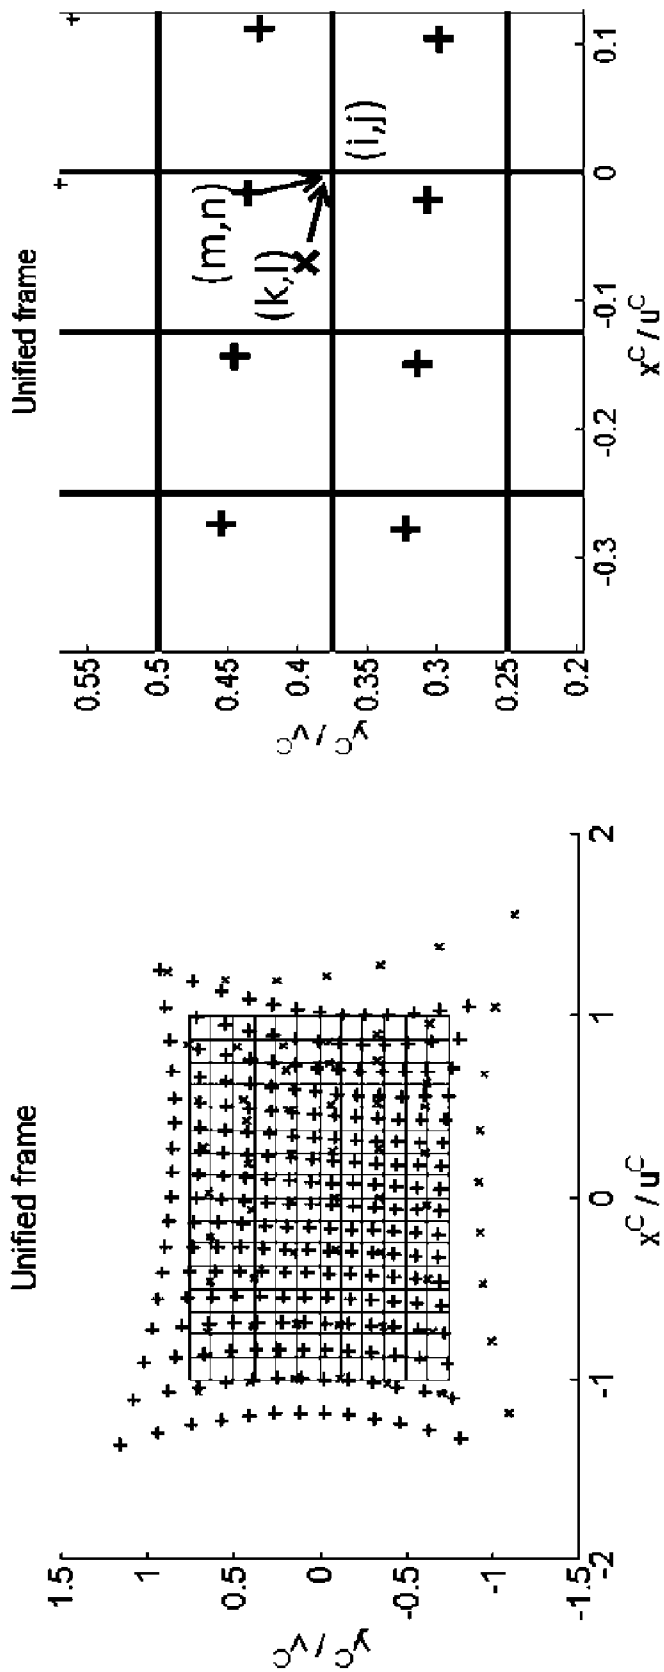 Unified frame
1.5
1
0.5
0
-0.5
-1
-1.5
-2
-1
0
1
2
y^C / v^C
x^C / u^C
Unified frame
0.55
0.5
0.45
0.4
0.35
0.3
0.25
0.2
-0.3
-0.2
-0.1
0
0.1
y^C / v^C
x^C / u^C
(m,n)
(k,l)
(i,j)